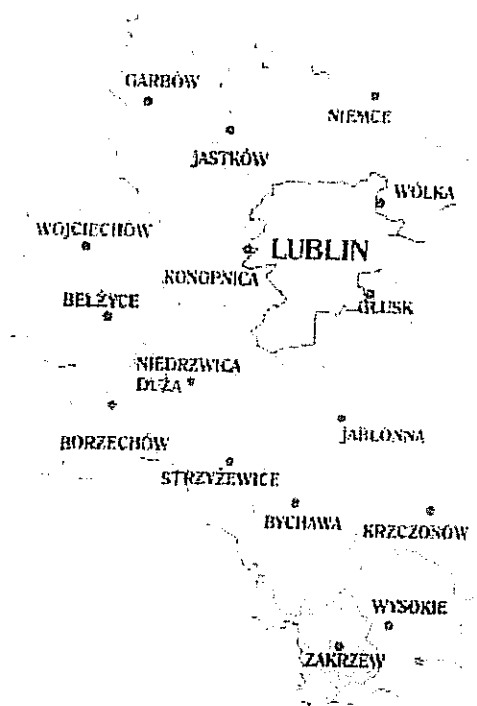 GARBÓW
NIEMCE
JASTKÓW
WÓLKA
WOJCIECHÓW
LUBLIN
KONOPNICA
BEŁŻYCE
GŁUSK
NIEDRZWICA
DUŻA
JABŁONNA
BORZECHÓW
STRZYŻEWICE
BYCHAWA
KRZCZONÓW
WYSOKIE
ZAKRZEW